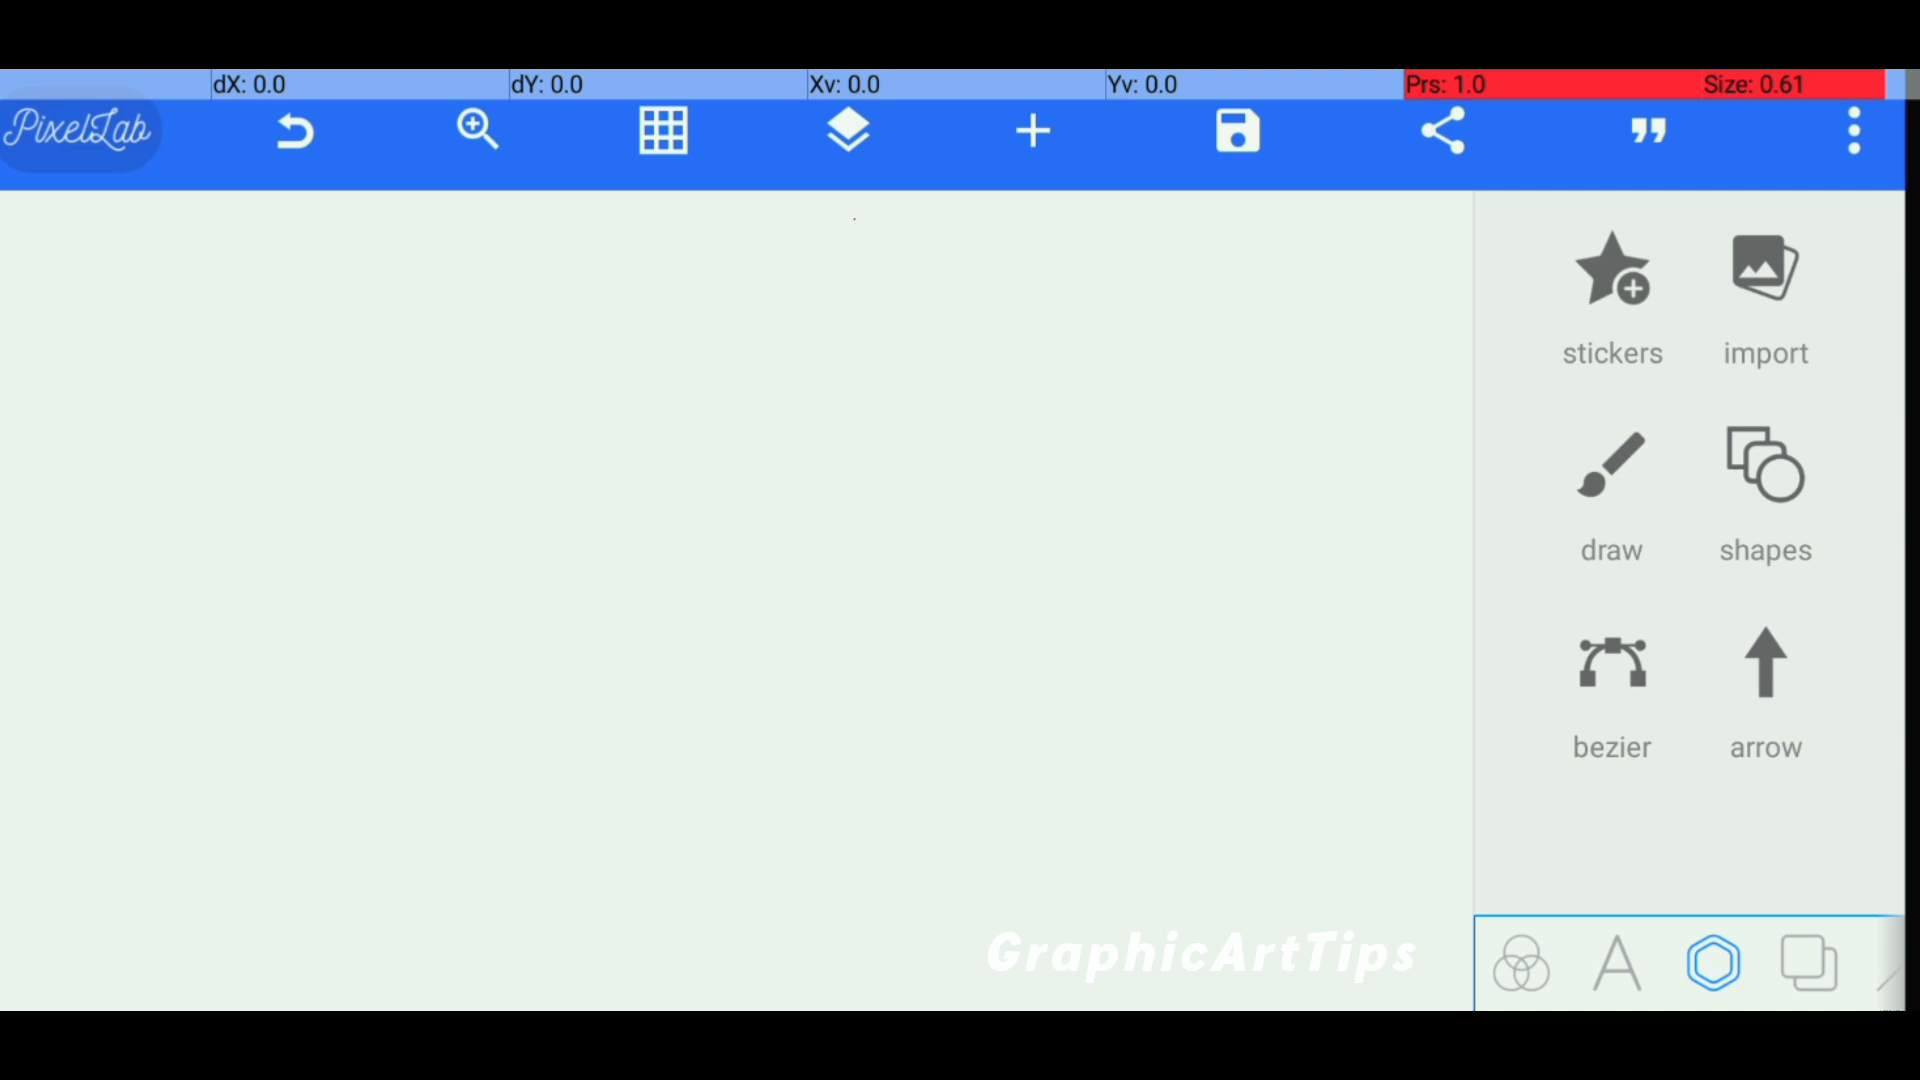 dX: 0.0 dY: 0.0 Xv: 0.0 Yv: 0.0 Prs: 1.0 Size: 0.61
PixelLab
stickers import
draw shapes
bezier arrow
GraphicArtTips